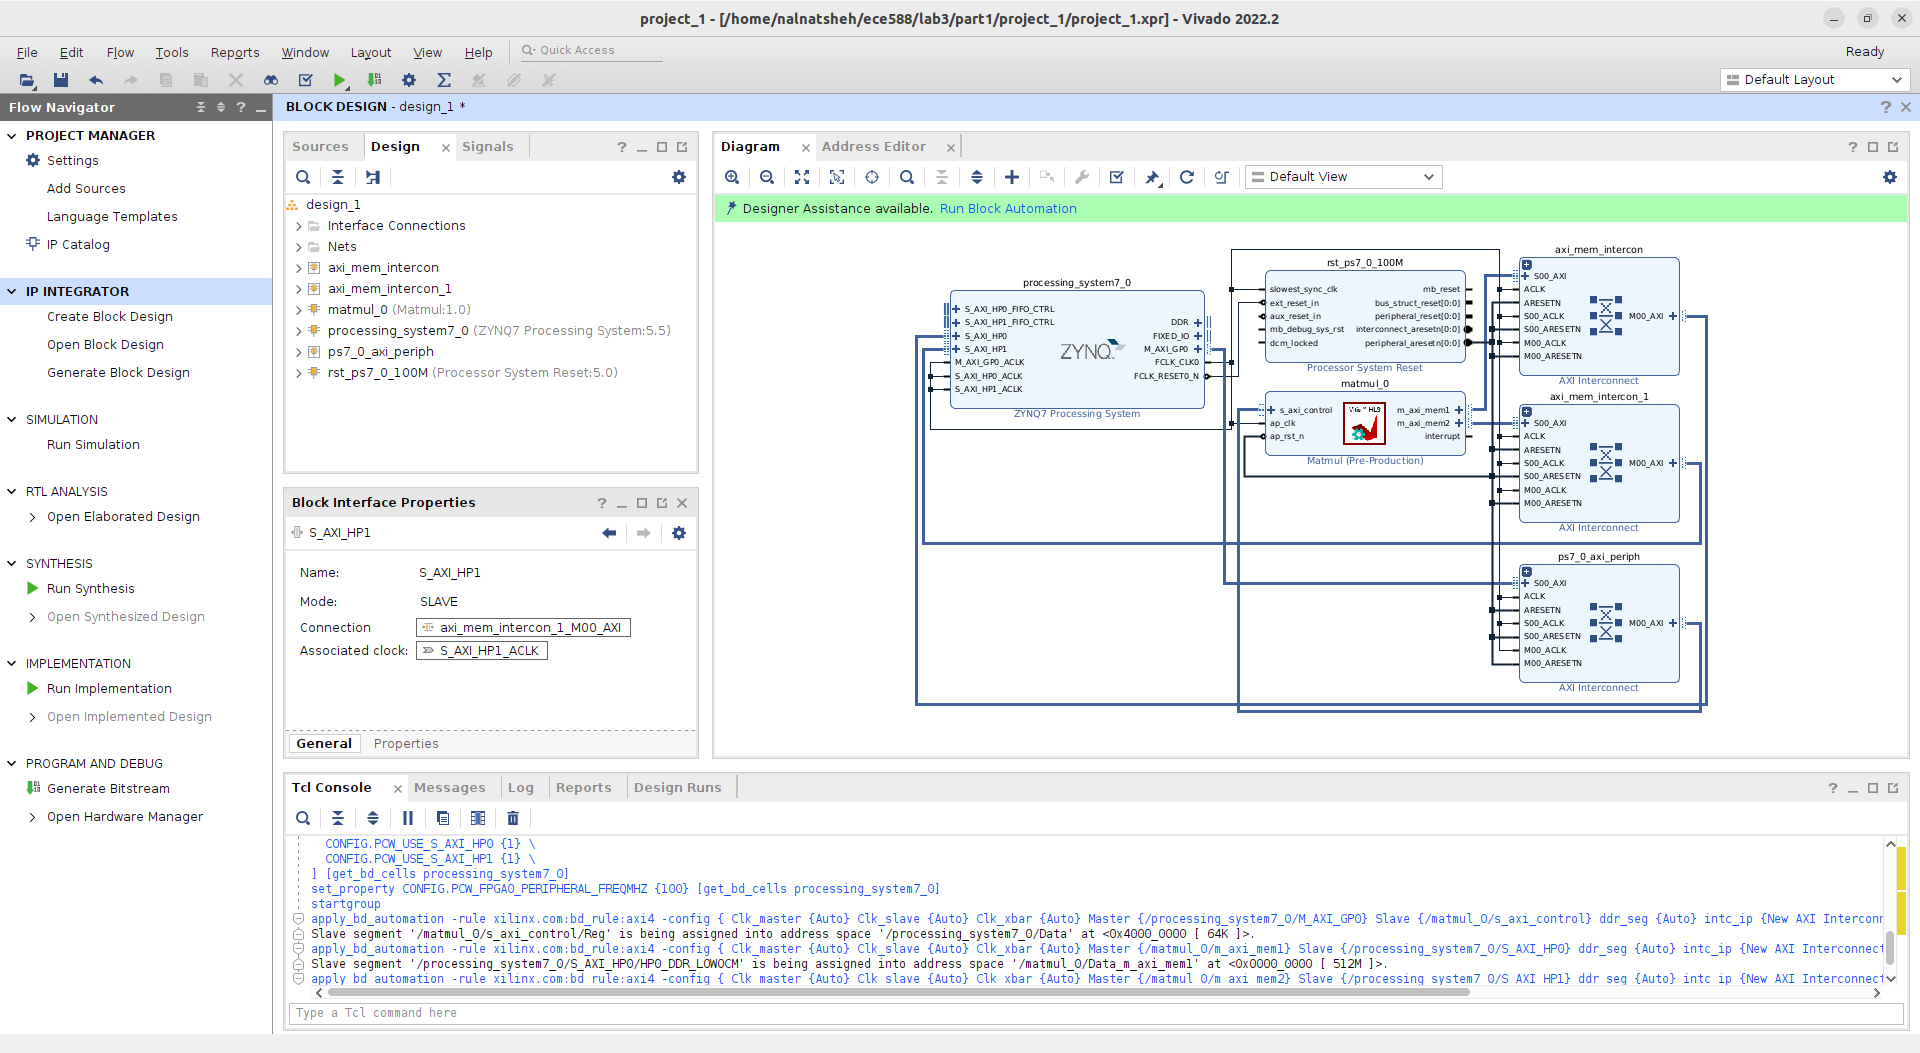 project_1 - [/home/nalnatsheh/ece588/lab3/part1/project_1/project_1.xpr] - Vivado 2022.2
File Edit Flow Tools Reports Window Layout View Help Quick Access Ready
Default Layout
Flow Navigator
PROJECT MANAGER
Settings
Add Sources
Language Templates
IP Catalog
IP INTEGRATOR
Create Block Design
Open Block Design
Generate Block Design
SIMULATION
Run Simulation
RTL ANALYSIS
Open Elaborated Design
SYNTHESIS
Run Synthesis
Open Synthesized Design
IMPLEMENTATION
Run Implementation
Open Implemented Design
PROGRAM AND DEBUG
Generate Bitstream
Open Hardware Manager
BLOCK DESIGN - design_1 *
Sources Design Signals
design_1
Interface Connections
Nets
axi_mem_intercon
axi_mem_intercon_1
matmul_0 (Matmul:1.0)
processing_system7_0 (ZYNQ7 Processing System:5.5)
ps7_0_axi_periph
rst_ps7_0_100M (Processor System Reset:5.0)
Block Interface Properties
S_AXI_HP1
Name: S_AXI_HP1
Mode: SLAVE
Connection axi_mem_intercon_1_M00_AXI
Associated clock: S_AXI_HP1_ACLK
General Properties
Diagram Address Editor
Default View
Designer Assistance available. Run Block Automation
processing_system7_0
S_AXI_HP0_FIFO_CTRL
S_AXI_HP1_FIFO_CTRL
S_AXI_HP0
S_AXI_HP1
M_AXI_GP0_ACLK
S_AXI_HP0_ACLK
S_AXI_HP1_ACLK
ZYNQ
DDR
FIXED_IO
M_AXI_GP0
FCLK_CLK0
FCLK_RESET0_N
ZYNQ7 Processing System
rst_ps7_0_100M
slowest_sync_clk
ext_reset_in
aux_reset_in
mb_debug_sys_rst
dcm_locked
mb_reset
bus_struct_reset[0:0]
peripheral_reset[0:0]
interconnect_aresetn[0:0]
peripheral_aresetn[0:0]
Processor System Reset
matmul_0
s_axi_control
ap_clk
ap_rst_n
Vitis™ HLS
m_axi_mem1
m_axi_mem2
interrupt
Matmul (Pre-Production)
axi_mem_intercon
S00_AXI
ACLK
ARESETN
S00_ACLK
S00_ARESETN
M00_ACLK
M00_ARESETN
M00_AXI
AXI Interconnect
axi_mem_intercon_1
S00_AXI
ACLK
ARESETN
S00_ACLK
S00_ARESETN
M00_ACLK
M00_ARESETN
M00_AXI
AXI Interconnect
ps7_0_axi_periph
S00_AXI
ACLK
ARESETN
S00_ACLK
S00_ARESETN
M00_ACLK
M00_ARESETN
M00_AXI
AXI Interconnect
Tcl Console Messages Log Reports Design Runs
CONFIG.PCW_USE_S_AXI_HP0 {1} \
CONFIG.PCW_USE_S_AXI_HP1 {1} \
] [get_bd_cells processing_system7_0]
set_property CONFIG.PCW_FPGA0_PERIPHERAL_FREQMHZ {100} [get_bd_cells processing_system7_0]
startgroup
apply_bd_automation -rule xilinx.com:bd_rule:axi4 -config { Clk_master {Auto} Clk_slave {Auto} Clk_xbar {Auto} Master {/processing_system7_0/M_AXI_GP0} Slave {/matmul_0/s_axi_control} ddr_seg {Auto} intc_ip {New AXI Interconn
Slave segment '/matmul_0/s_axi_control/Reg' is being assigned into address space '/processing_system7_0/Data' at <0x4000_0000 [ 64K ]>.
apply_bd_automation -rule xilinx.com:bd_rule:axi4 -config { Clk_master {Auto} Clk_slave {Auto} Clk_xbar {Auto} Master {/matmul_0/m_axi_mem1} Slave {/processing_system7_0/S_AXI_HP0} ddr_seg {Auto} intc_ip {New AXI Interconnect
Slave segment '/processing_system7_0/S_AXI_HP0/HP0_DDR_LOWOCM' is being assigned into address space '/matmul_0/Data_m_axi_mem1' at <0x0000_0000 [ 512M ]>.
apply_bd_automation -rule xilinx.com:bd_rule:axi4 -config { Clk_master {Auto} Clk_slave {Auto} Clk_xbar {Auto} Master {/matmul_0/m_axi_mem2} Slave {/processing_system7_0/S_AXI_HP1} ddr_seg {Auto} intc_ip {New AXI Interconnect
Type a Tcl command here